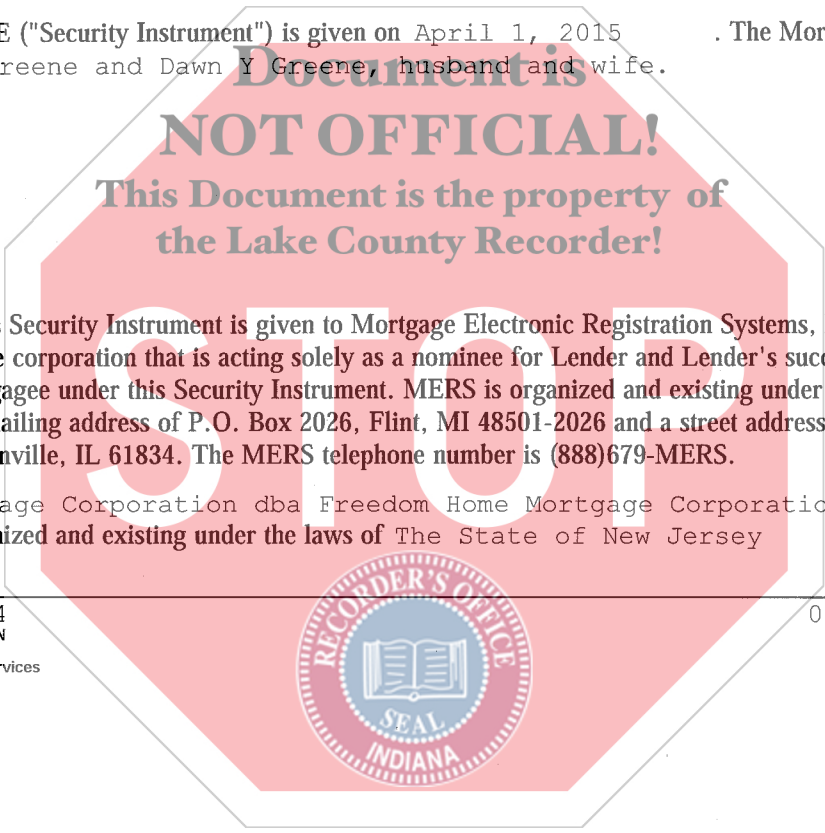 E ("Security Instrument") is given on April 1, 2015 . The Mor
reene and Dawn Y Greene, husband and wife.
Document is
NOT OFFICIAL!
This Document is the property of
the Lake County Recorder!
s Security Instrument is given to Mortgage Electronic Registration Systems,
e corporation that is acting solely as a nominee for Lender and Lender's succ
agee under this Security Instrument. MERS is organized and existing under
ailing address of P.O. Box 2026, Flint, MI 48501-2026 and a street address
nville, IL 61834. The MERS telephone number is (888)679-MERS.
STOP
age Corporation dba Freedom Home Mortgage Corporatio
nized and existing under the laws of The State of New Jersey
4 0
N
rvices
RECORDER'S OFFICE
SEAL
INDIANA